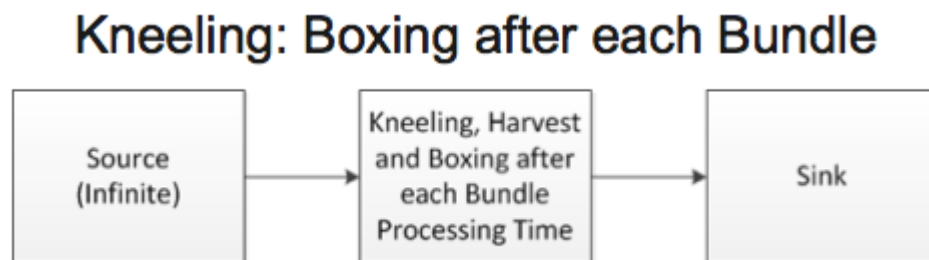 Kneeling: Boxing after each Bundle
Source
(Infinite)
Kneeling, Harvest
and Boxing after
each Bundle
Processing Time
Sink